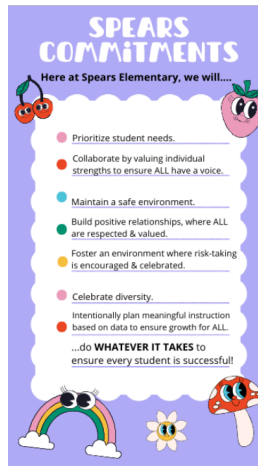 SPEARS
COMMiTMENTS
Here at Spears Elementary, we will....
Prioritize student needs.
Collaborate by valuing individual
strengths to ensure ALL have a voice.
Maintain a safe environment.
Build positive relationships, where ALL
are respected & valued.
Foster an environment where risk-taking
is encouraged & celebrated.
Celebrate diversity.
Intentionally plan meaningful instruction
based on data to ensure growth for ALL.
...do WHATEVER IT TAKES to
ensure every student is successful!